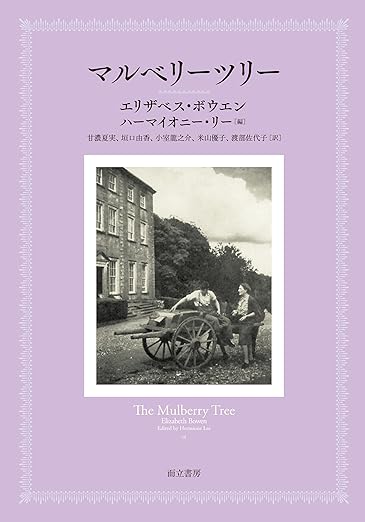 マルベリーツリー
エリザベス・ボウエン
ハーマイオニー・リー［編］
甘濃夏実、垣口由香、小室龍之介、米山優子、渡部佐代子［訳］
The Mulberry Tree
Elizabeth Bowen
Edited by Hermione Lee
而立書房